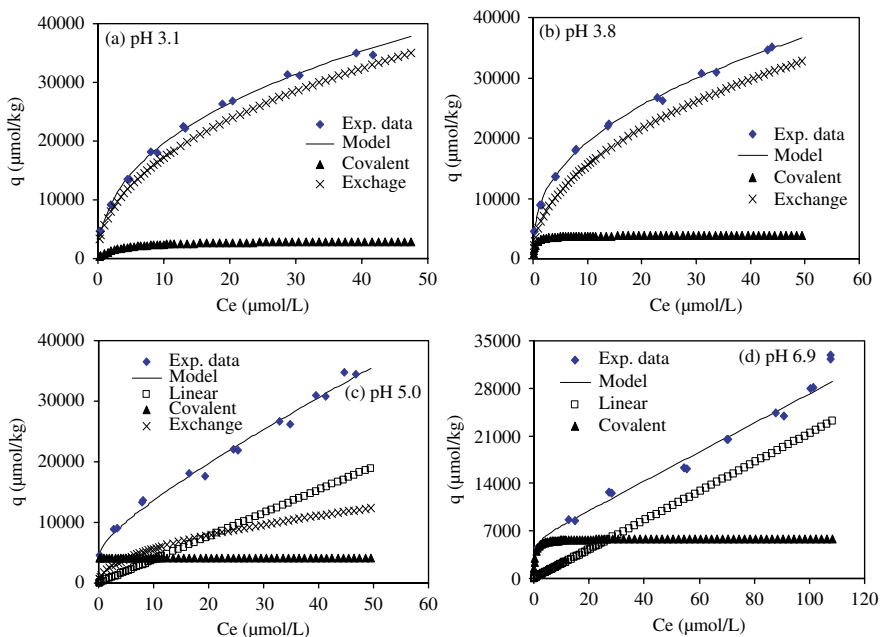 (a) pH 3.1
q (µmol/kg)
40000
30000
20000
10000
0
Exp. data
Model
Covalent
Exchage
0 10 20 30 40 50
Ce (µmol/L)
(b) pH 3.8
q (µmol/kg)
40000
30000
20000
10000
0
Exp. data
Model
Covalent
Exchange
0 10 20 30 40 50 60
Ce (µmol/L)
(c) pH 5.0
q (µmol/kg)
40000
30000
20000
10000
0
Exp. data
Model
Linear
Covalent
Exchange
0 10 20 30 40 50 60
Ce (µmol/L)
(d) pH 6.9
q (µmol/kg)
35000
28000
21000
14000
7000
0
Exp. data
Model
Linear
Covalent
0 20 40 60 80 100 120
Ce (µmol/L)